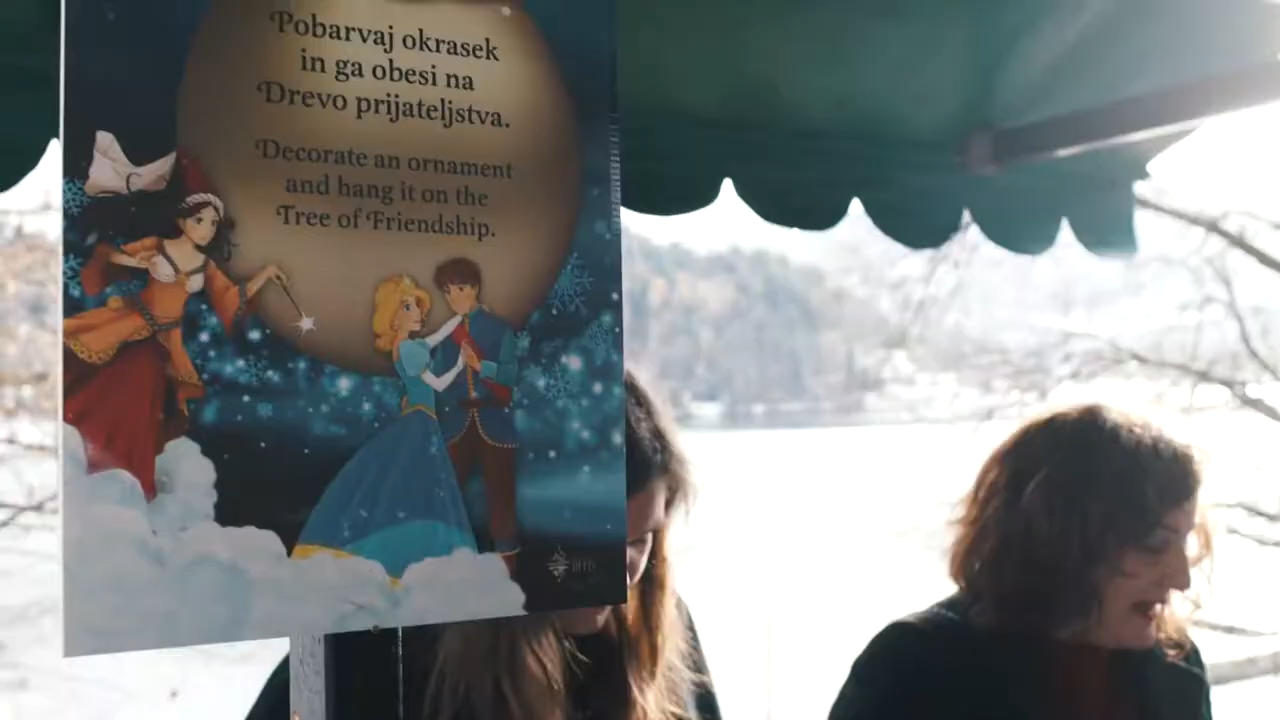 Pobarvaj okrasek
in ga obesi na
Drevo prijateljstva.
Decorate an ornament
and hang it on the
Tree of Friendship.